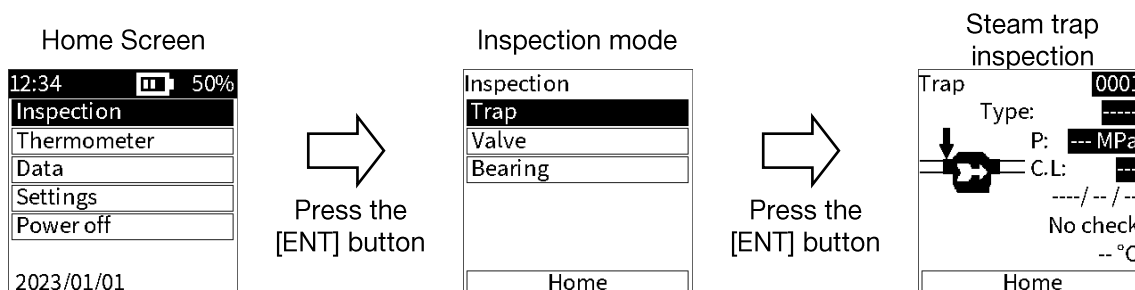 Home Screen
12:34 50%
Inspection
Thermometer
Data
Settings
Power off
2023/01/01
Press the
[ENT] button
Inspection mode
Inspection
Trap
Valve
Bearing
Home
Press the
[ENT] button
Steam trap
inspection
Trap 0001
Type: -----
P: --- MPa
C.L: ---
----/ -- / --
No check
-- °C
Home